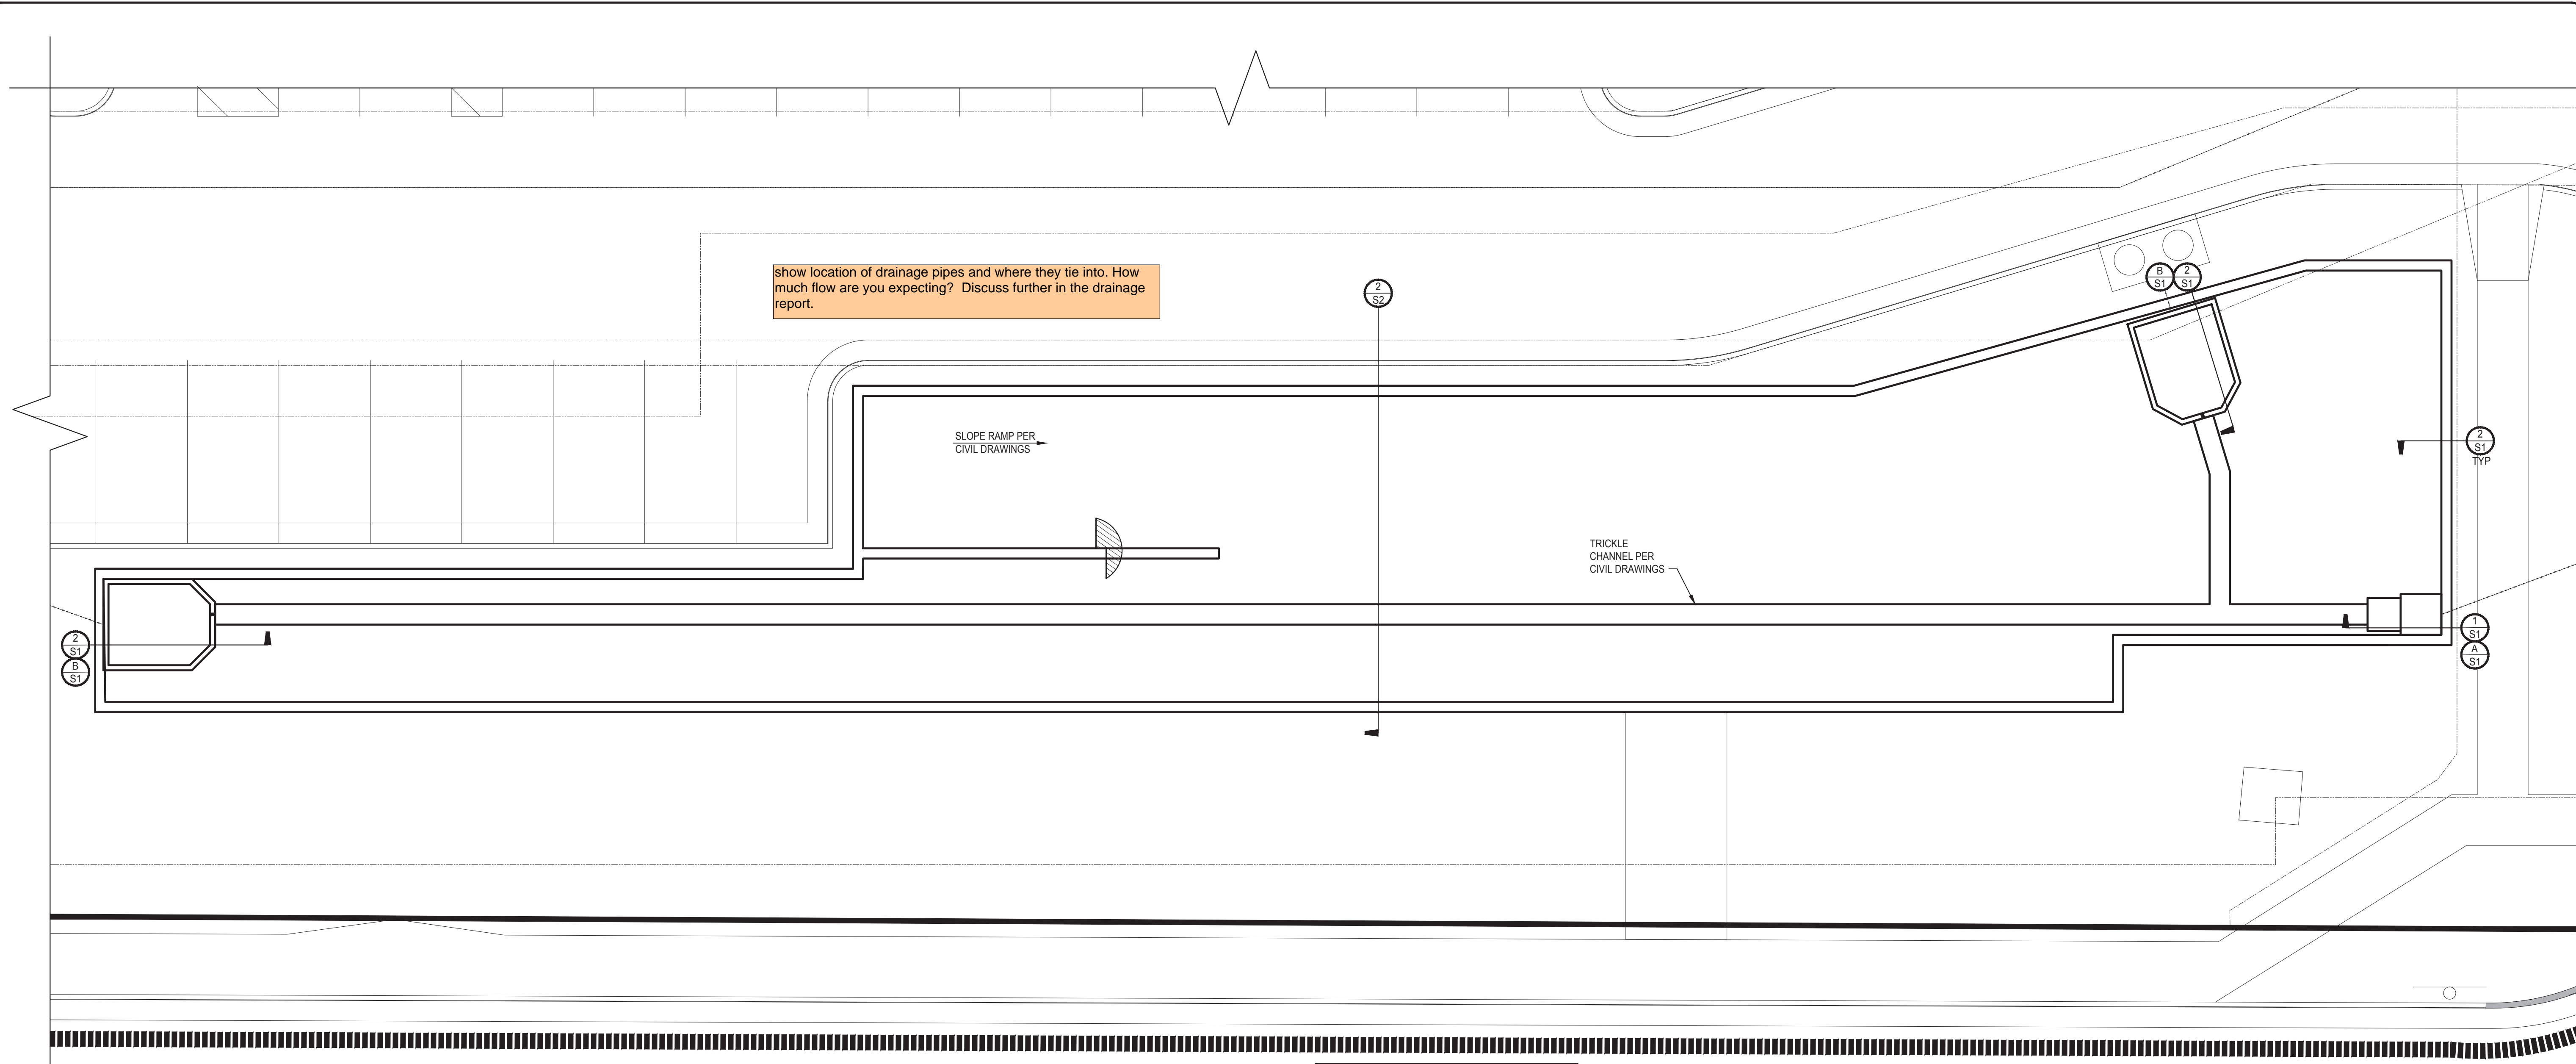 show location of drainage pipes and where they tie into. How
much flow are you expecting?  Discuss further in the drainage
report.
2
S2
B
S1
2
S1
SLOPE RAMP PER
CIVIL DRAWINGS
2
S1
TYP
TRICKLE
CHANNEL PER
CIVIL DRAWINGS
2
S1
B
S1
1
S1
A
S1